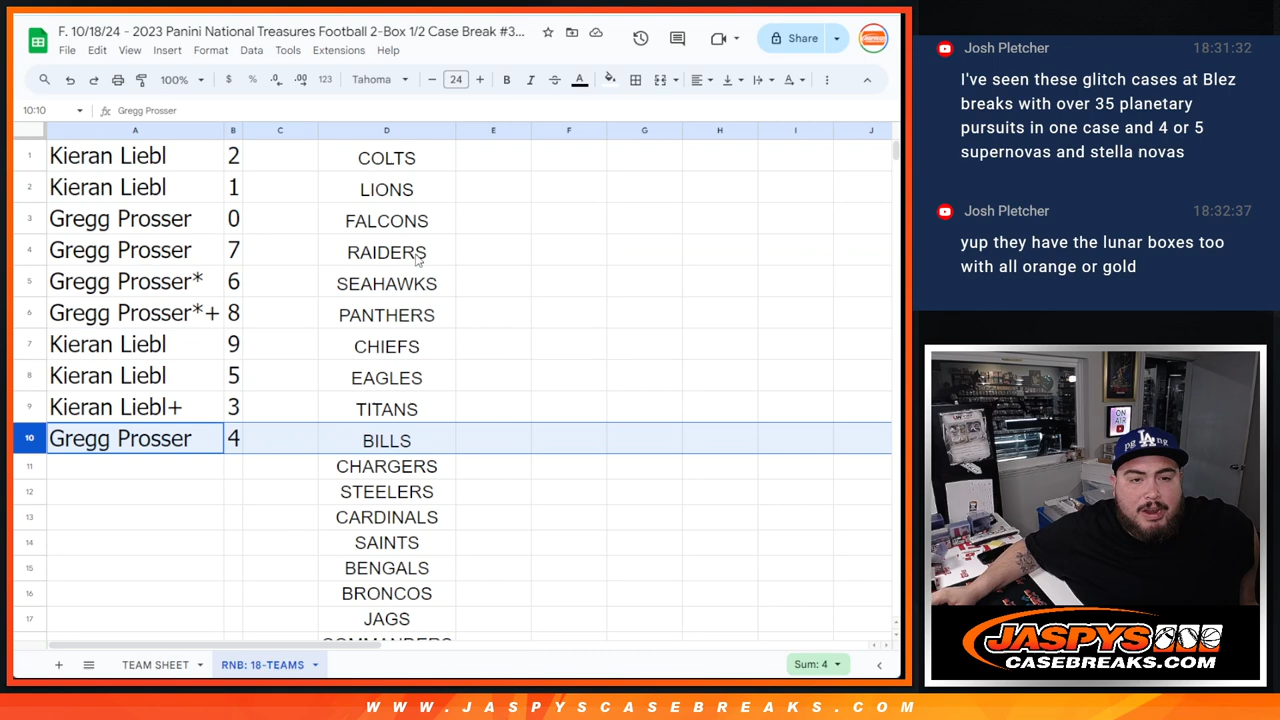 F. 10/18/24 - 2023 Panini National Treasures Football 2-Box 1/2 Case Break #3...
File Edit View Insert Format Data Tools Extensions Help
Share
100% $ % .0 .00 123 Tahoma 24 B I A
10:10 fx Gregg Prosser
A B C D E F G H I J
1 Kieran Liebl 2 COLTS
2 Kieran Liebl 1 LIONS
3 Gregg Prosser 0 FALCONS
4 Gregg Prosser 7 RAIDERS
5 Gregg Prosser* 6 SEAHAWKS
6 Gregg Prosser*+ 8 PANTHERS
7 Kieran Liebl 9 CHIEFS
8 Kieran Liebl 5 EAGLES
9 Kieran Liebl+ 3 TITANS
10 Gregg Prosser 4 BILLS
11 CHARGERS
12 STEELERS
13 CARDINALS
14 SAINTS
15 BENGALS
16 BRONCOS
17 JAGS
COMMANDERS
TEAM SHEET RNB: 18-TEAMS Sum: 4
Josh Pletcher 18:31:32
I've seen these glitch cases at Blez
breaks with over 35 planetary
pursuits in one case and 4 or 5
supernovas and stella novas
Josh Pletcher 18:32:37
yup they have the lunar boxes too
with all orange or gold
ON AIR
pg LA ng
JASPYS
CASEBREAKS.COM
WWW.JASPYSCASEBREAKS.COM